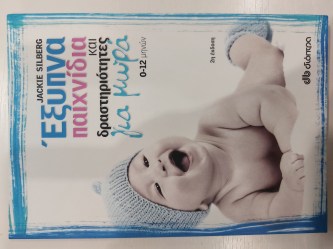 JACKIE SILBERG
Έξυπνα
παιχνίδια
και
δραστηριότητες
για μωρά
0-12 μηνών
2η έκδοση
διόπτρα